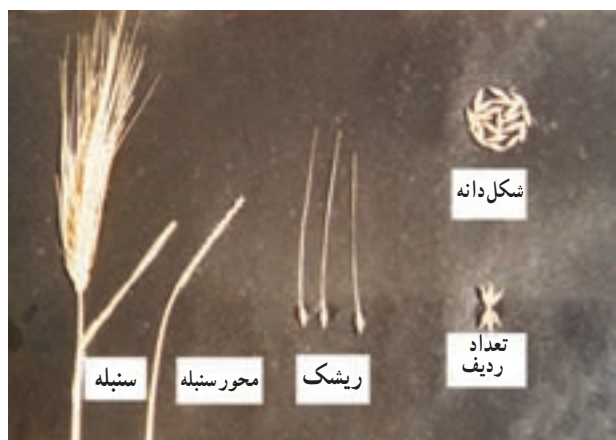 شکل دانه
تعداد
ردیف
ریشک
محور سنبله
سنبله